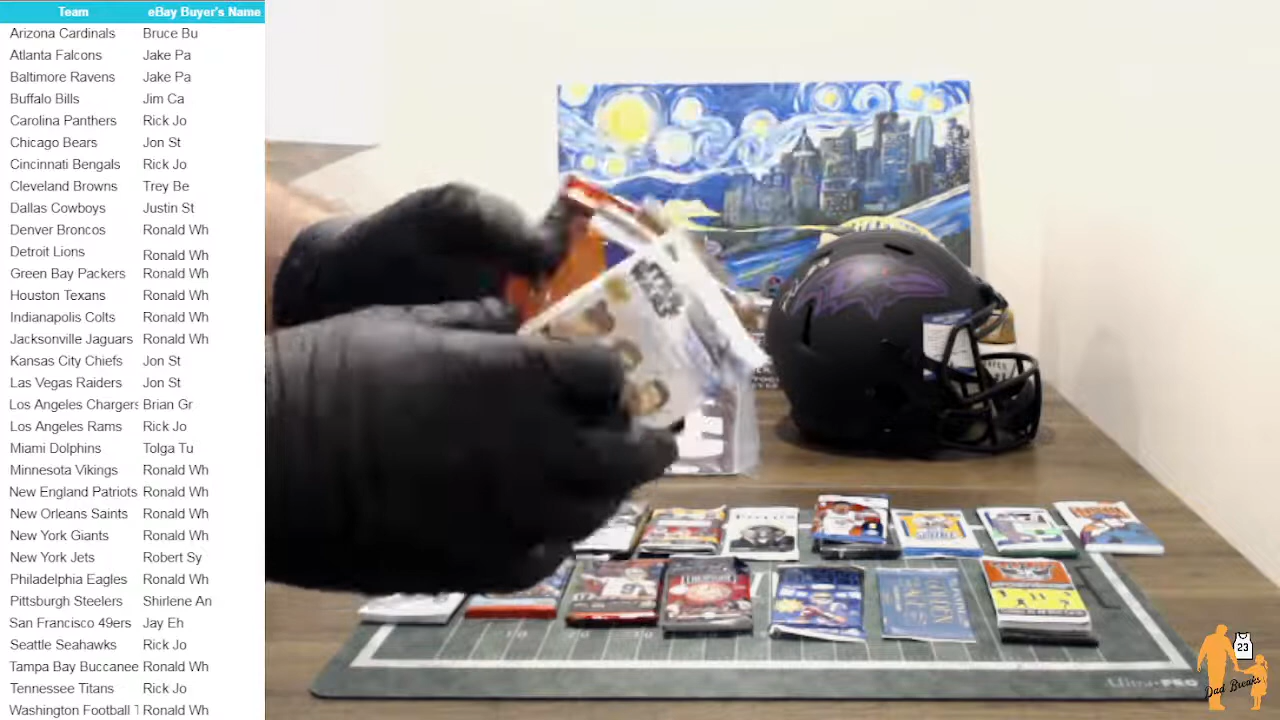 Team eBay Buyer's Name
Arizona Cardinals Bruce Bu
Atlanta Falcons Jake Pa
Baltimore Ravens Jake Pa
Buffalo Bills Jim Ca
Carolina Panthers Rick Jo
Chicago Bears Jon St
Cincinnati Bengals Rick Jo
Cleveland Browns Trey Be
Dallas Cowboys Justin St
Denver Broncos Ronald Wh
Detroit Lions Ronald Wh
Green Bay Packers Ronald Wh
Houston Texans Ronald Wh
Indianapolis Colts Ronald Wh
Jacksonville Jaguars Ronald Wh
Kansas City Chiefs Jon St
Las Vegas Raiders Jon St
Los Angeles Chargers Brian Gr
Los Angeles Rams Rick Jo
Miami Dolphins Tolga Tu
Minnesota Vikings Ronald Wh
New England Patriots Ronald Wh
New Orleans Saints Ronald Wh
New York Giants Ronald Wh
New York Jets Robert Sy
Philadelphia Eagles Ronald Wh
Pittsburgh Steelers Shirlene An
San Francisco 49ers Jay Eh
Seattle Seahawks Rick Jo
Tampa Bay Buccanee Ronald Wh
Tennessee Titans Rick Jo
Washington Football T Ronald Wh
STAR WARS
Ultra PRO
23
Dad Breaks